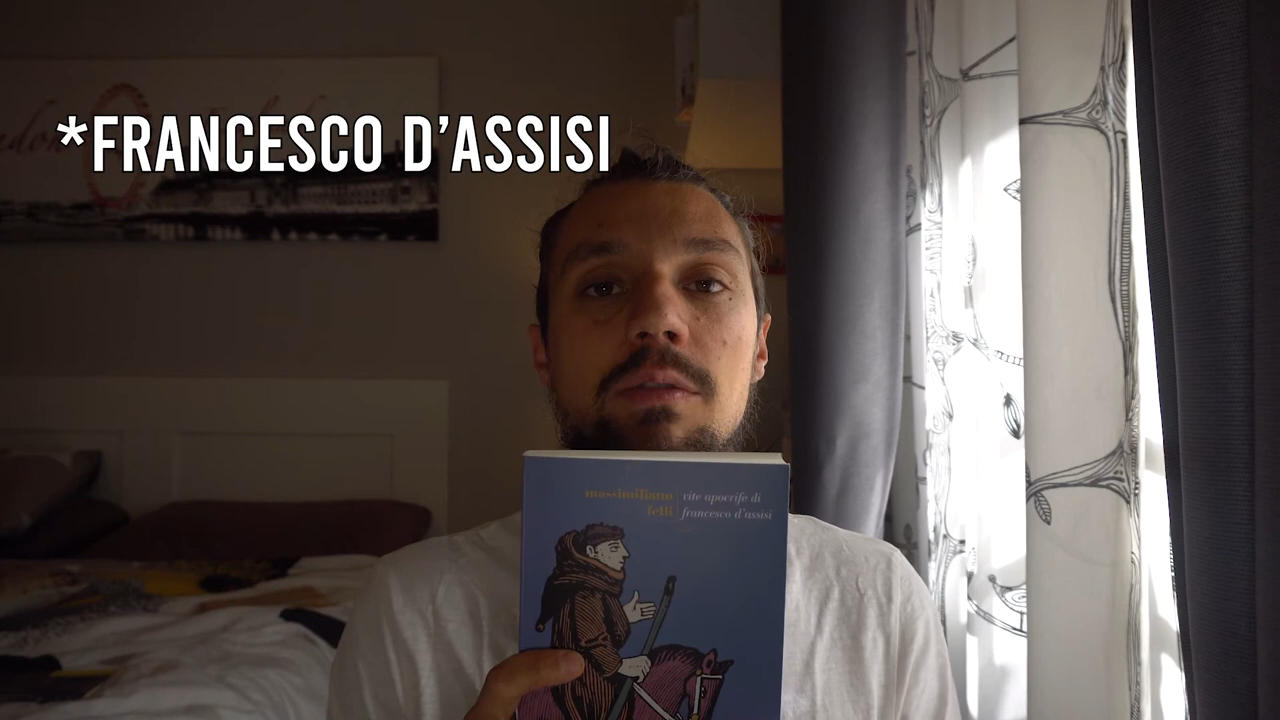 *FRANCESCO D'ASSISI
massimiliano
felli
vite apocrife di
francesco d'assisi